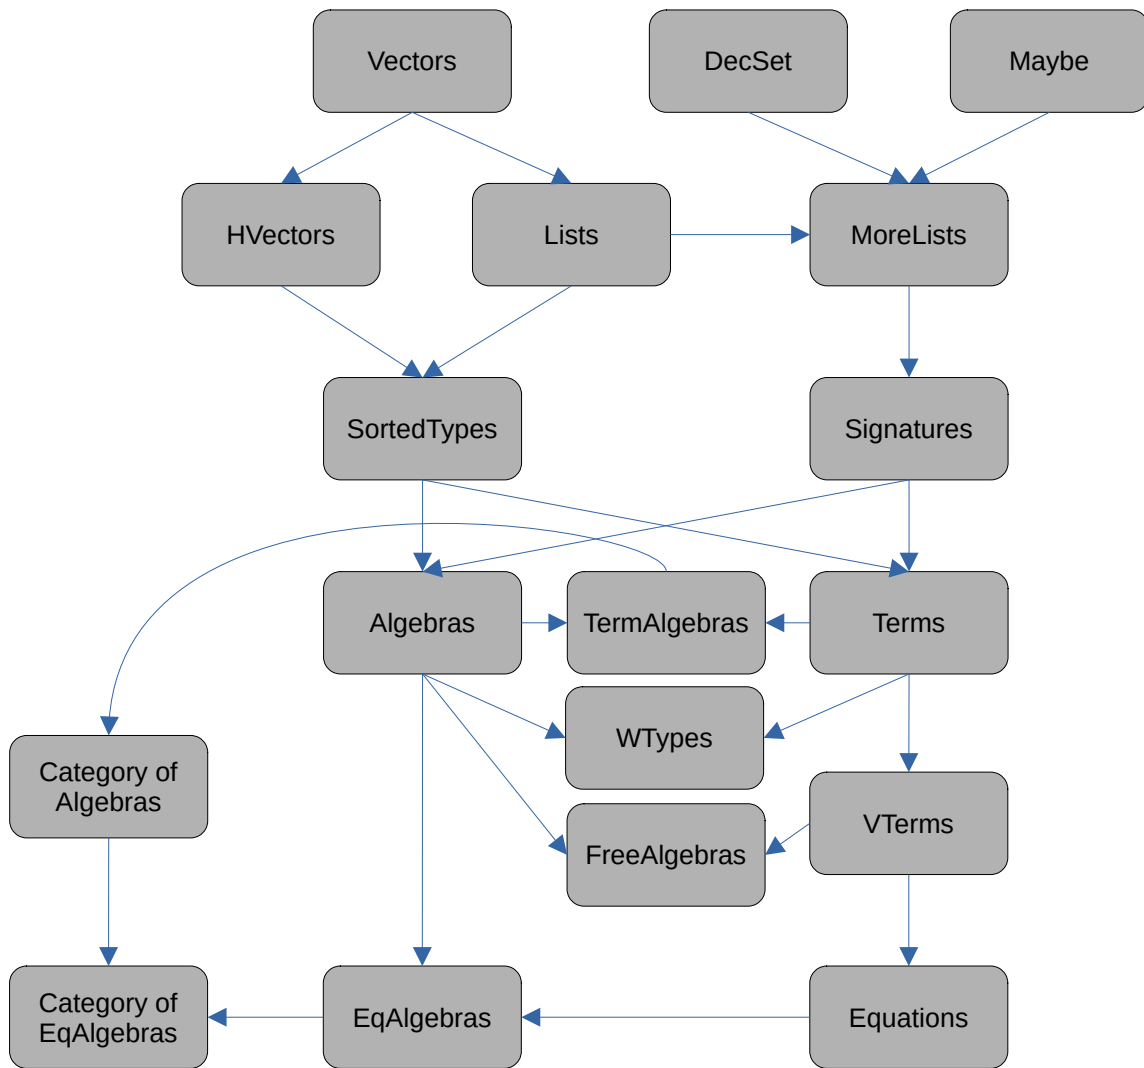 Vectors
DecSet
Maybe
HVectors
Lists
MoreLists
SortedTypes
Signatures
Algebras
TermAlgebras
Terms
WTypes
Category of
Algebras
VTerms
FreeAlgebras
Category of
EqAlgebras
EqAlgebras
Equations